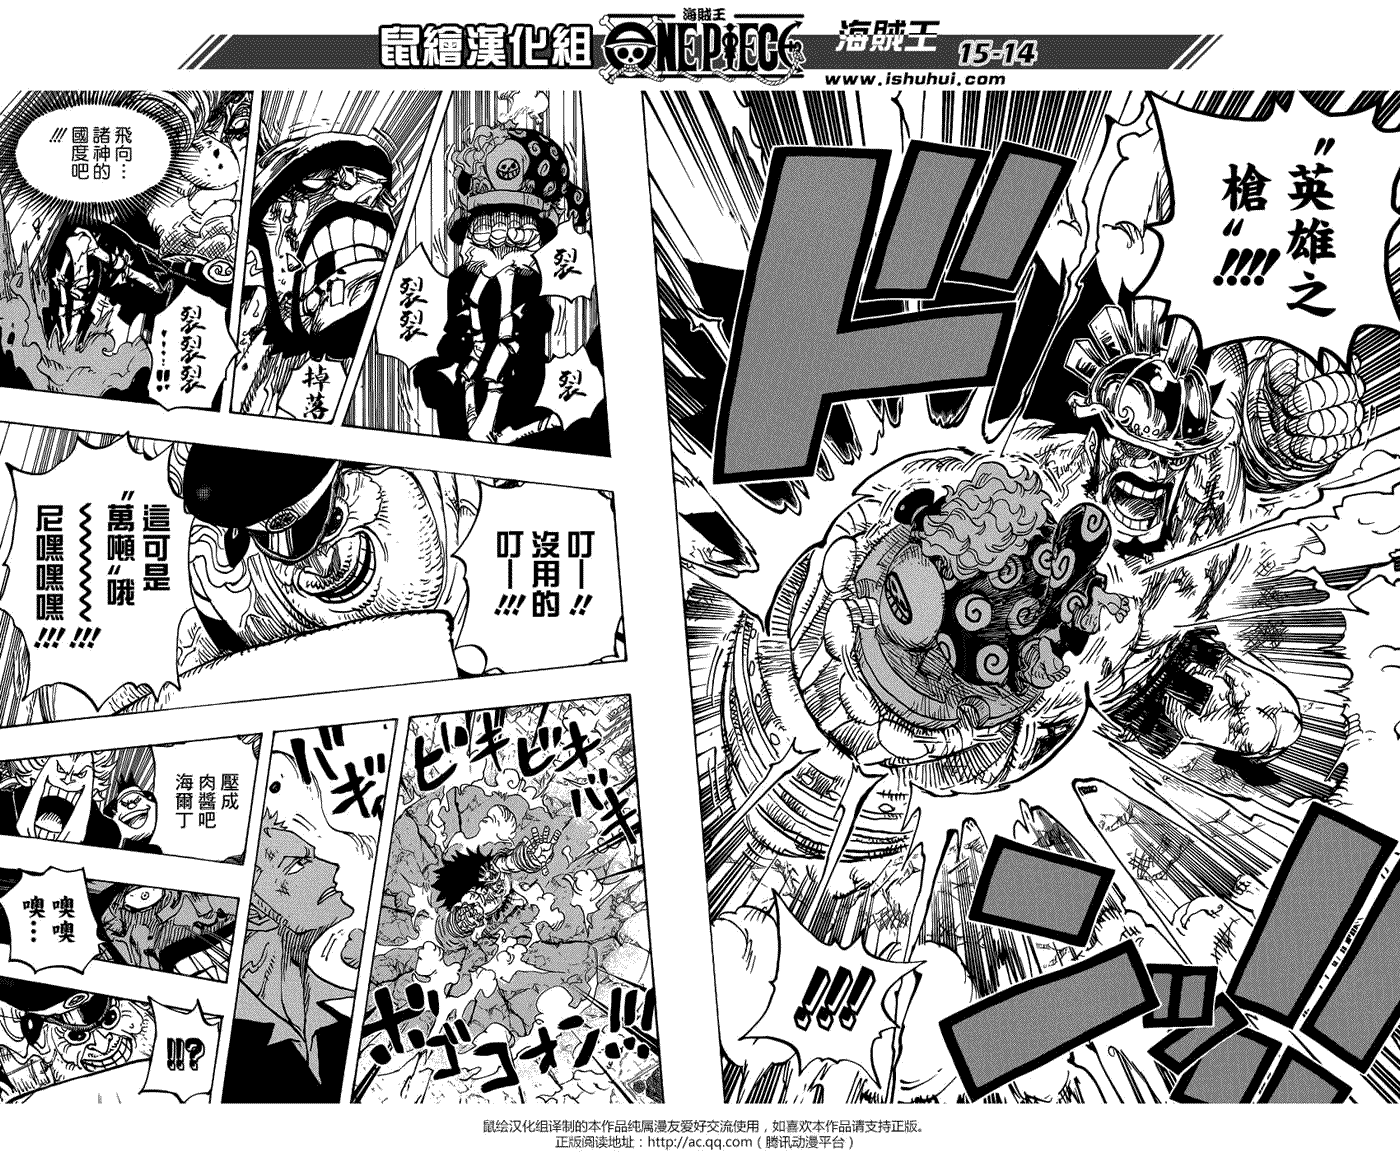 鼠繪漢化組
海賊王
ONE PIECE
海賊王
15-14
www.ishuhui.com
“英雄之
槍”!!!!
ドドォン!!!
!!!!
裂
裂裂
裂
掉落
飛向…
諸神的
國度吧
!!!
裂裂裂
……!!
叮—!!
沒用的
叮—!!!
這可是
“萬噸”哦
~~~~~!!!
尼嘿嘿嘿!!!
ビキビキ
バギ
ボゴゴォン!!!
壓成
肉醬吧
海爾丁
噢噢
噢…
!!?
鼠绘汉化组译制的本作品纯属漫友爱好交流使用，如喜欢本作品请支持正版。
正版阅读地址：http://ac.qq.com（腾讯动漫平台）